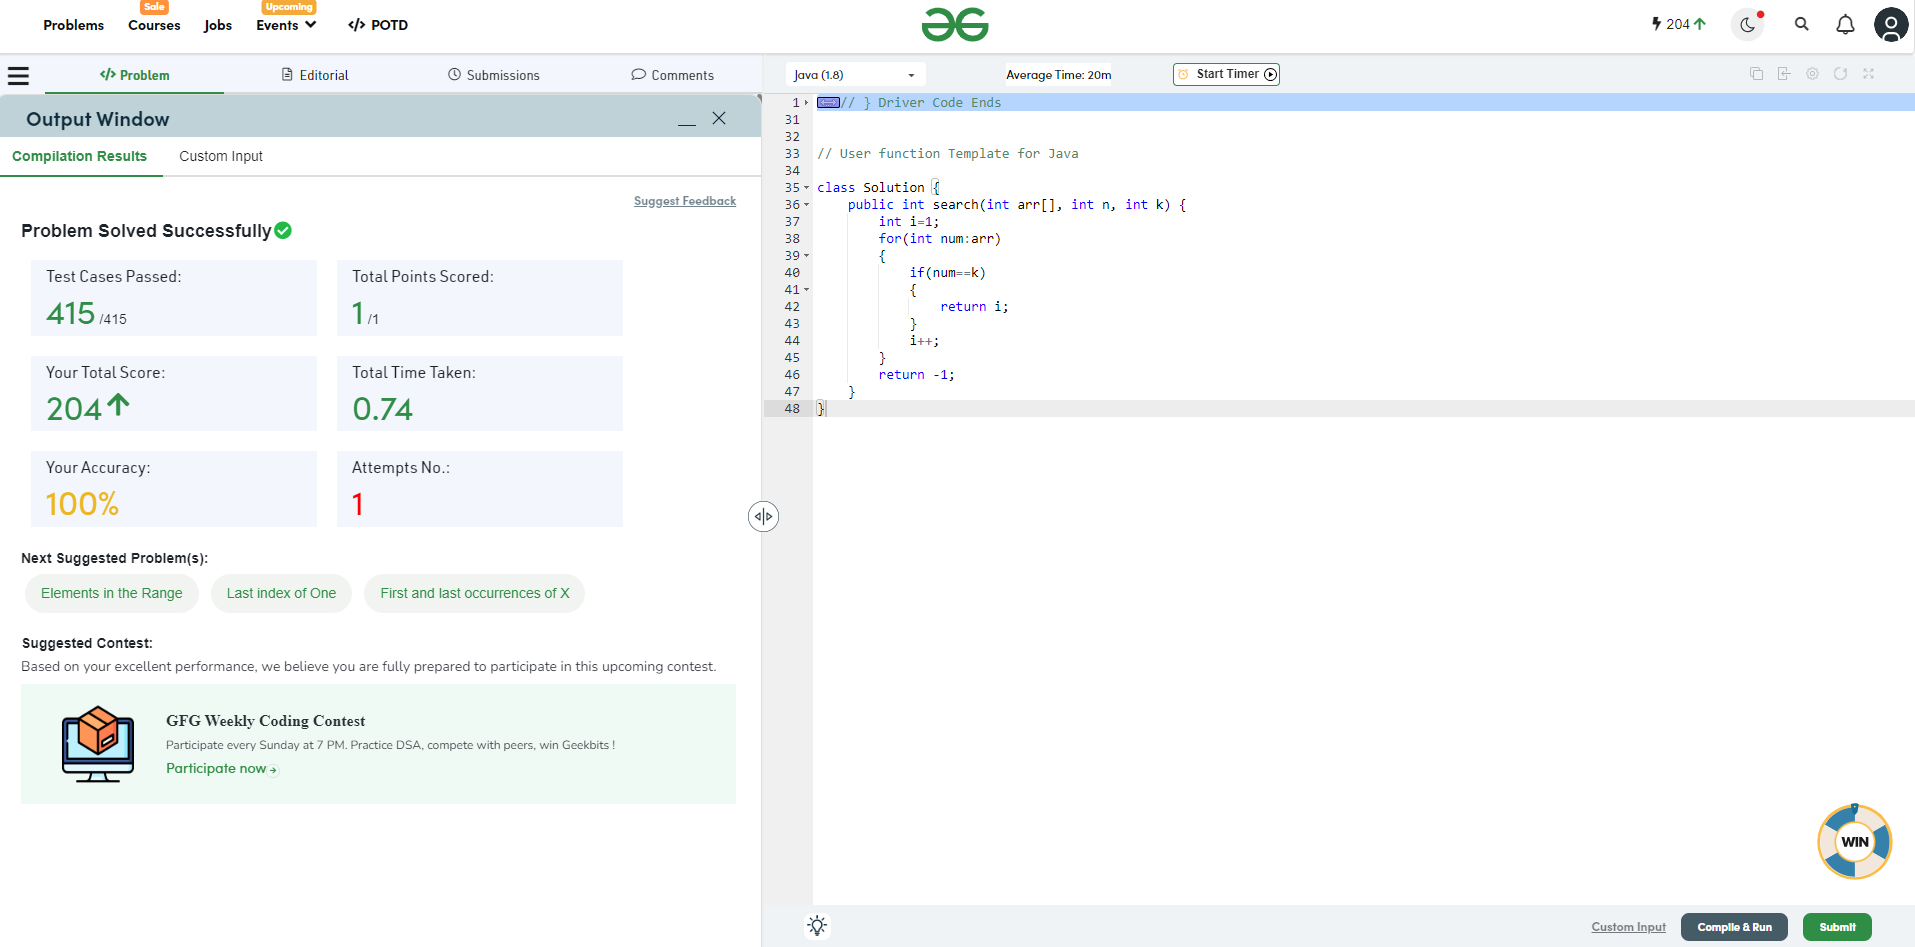 Sale
Upcoming
Problems Courses Jobs Events </> POTD
204
</> Problem Editorial Submissions Comments
Java (1.8) Average Time: 20m Start Timer
Output Window
Compilation Results Custom Input
Suggest Feedback
Problem Solved Successfully
Test Cases Passed: Total Points Scored:
415 /415 1 /1
Your Total Score: Total Time Taken:
204 0.74
Your Accuracy: Attempts No.:
100% 1
Next Suggested Problem(s):
Elements in the Range Last index of One First and last occurrences of X
Suggested Contest:
Based on your excellent performance, we believe you are fully prepared to participate in this upcoming contest.
GFG Weekly Coding Contest
Participate every Sunday at 7 PM. Practice DSA, compete with peers, win Geekbits !
Participate now
1 // } Driver Code Ends
31
32
33 // User function Template for Java
34
35 class Solution {
36 public int search(int arr[], int n, int k) {
37 int i=1;
38 for(int num:arr)
39 {
40 if(num==k)
41 {
42 return i;
43 }
44 i++;
45 }
46 return -1;
47 }
48 }
WIN
Custom Input Compile & Run Submit